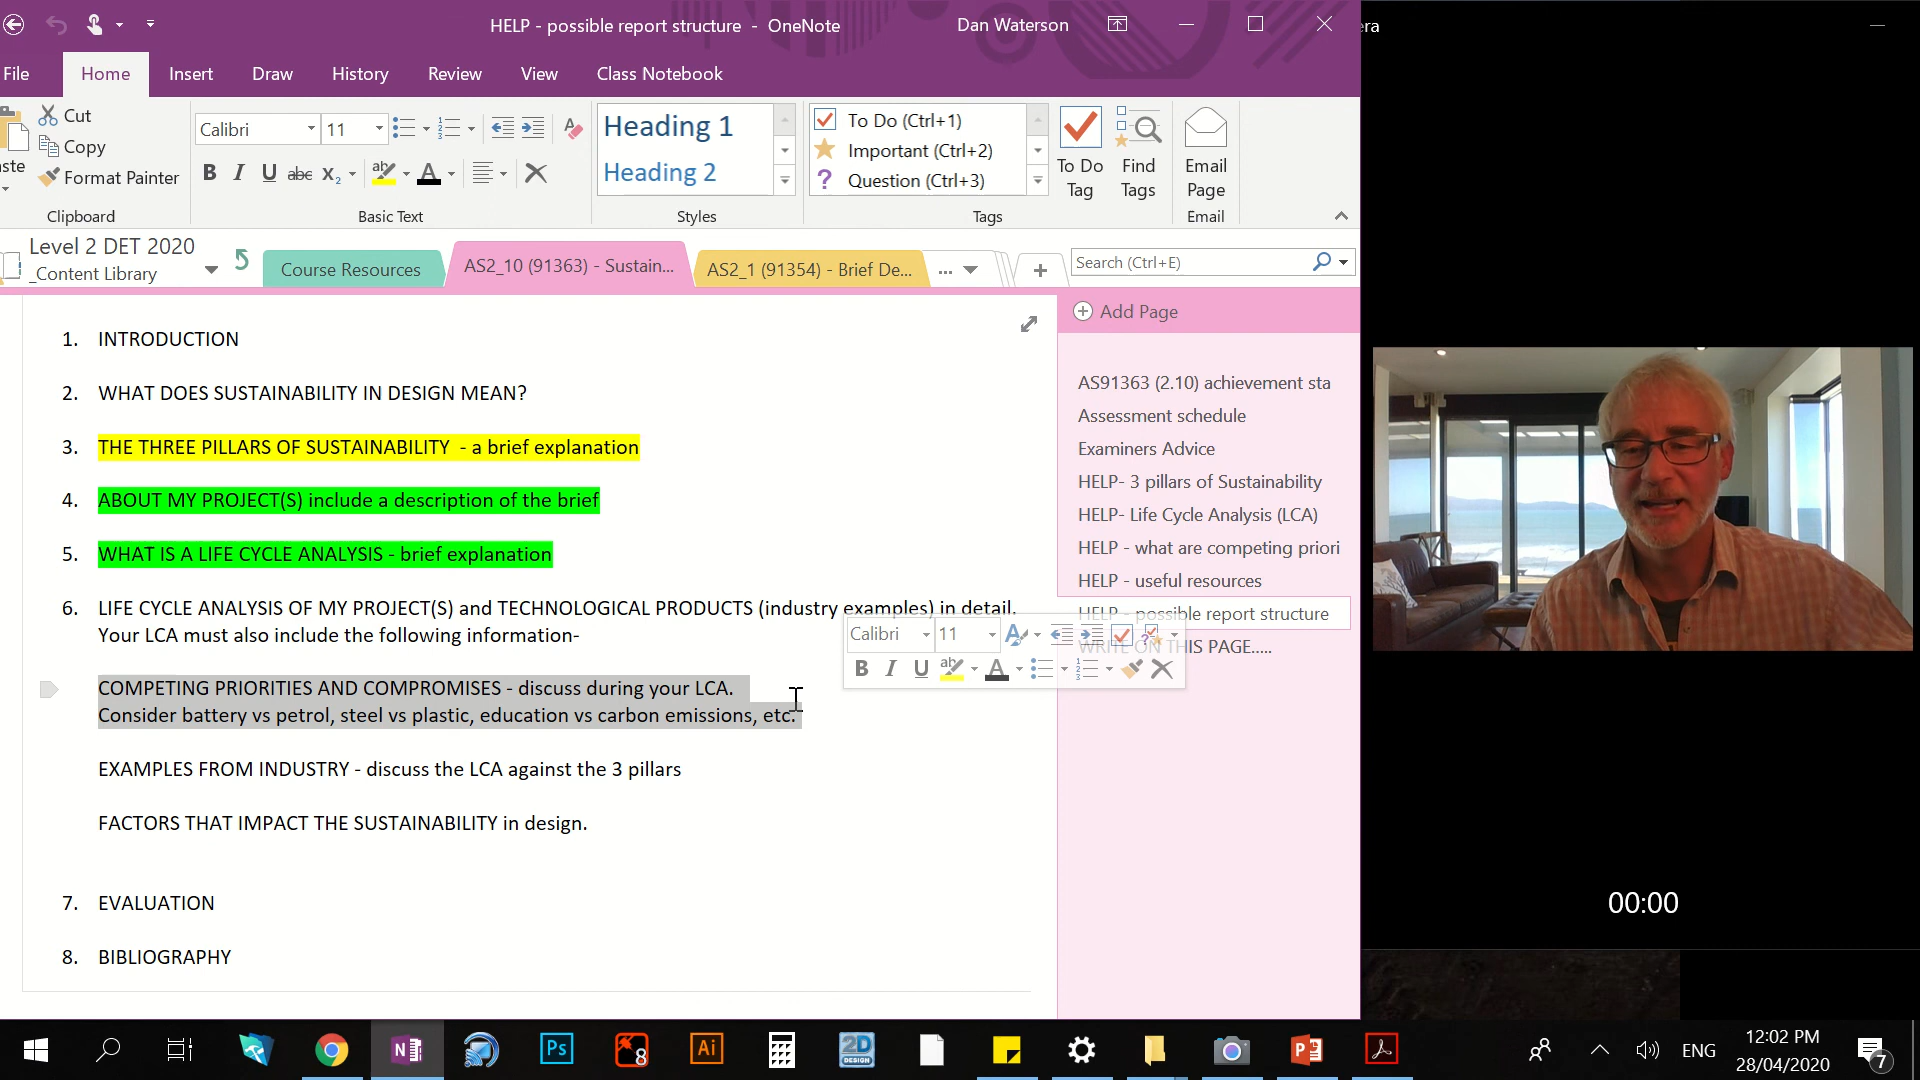 HELP - possible report structure - OneNote
Dan Waterson
era
File
Home
Insert
Draw
History
Review
View
Class Notebook
Cut
Copy
Format Painter
Clipboard
Calibri
11
Basic Text
Heading 1
Heading 2
Styles
To Do (Ctrl+1)
Important (Ctrl+2)
Question (Ctrl+3)
Tags
To Do
Tag
Find
Tags
Email
Page
Email
Level 2 DET 2020
_Content Library
Course Resources
AS2_10 (91363) - Sustain...
AS2_1 (91354) - Brief De...
...
Search (Ctrl+E)
1. INTRODUCTION
2. WHAT DOES SUSTAINABILITY IN DESIGN MEAN?
3. THE THREE PILLARS OF SUSTAINABILITY - a brief explanation
4. ABOUT MY PROJECT(S) include a description of the brief
5. WHAT IS A LIFE CYCLE ANALYSIS - brief explanation
6. LIFE CYCLE ANALYSIS OF MY PROJECT(S) and TECHNOLOGICAL PRODUCTS (industry examples) in detail.
Your LCA must also include the following information-
COMPETING PRIORITIES AND COMPROMISES - discuss during your LCA.
Consider battery vs petrol, steel vs plastic, education vs carbon emissions, etc.
EXAMPLES FROM INDUSTRY - discuss the LCA against the 3 pillars
FACTORS THAT IMPACT THE SUSTAINABILITY in design.
7. EVALUATION
8. BIBLIOGRAPHY
Calibri
11
Add Page
AS91363 (2.10) achievement sta
Assessment schedule
Examiners Advice
HELP- 3 pillars of Sustainability
HELP- Life Cycle Analysis (LCA)
HELP - what are competing priori
HELP - useful resources
HELP - possible report structure
WRITE ON THIS PAGE.....
00:00
ENG
12:02 PM
28/04/2020
7